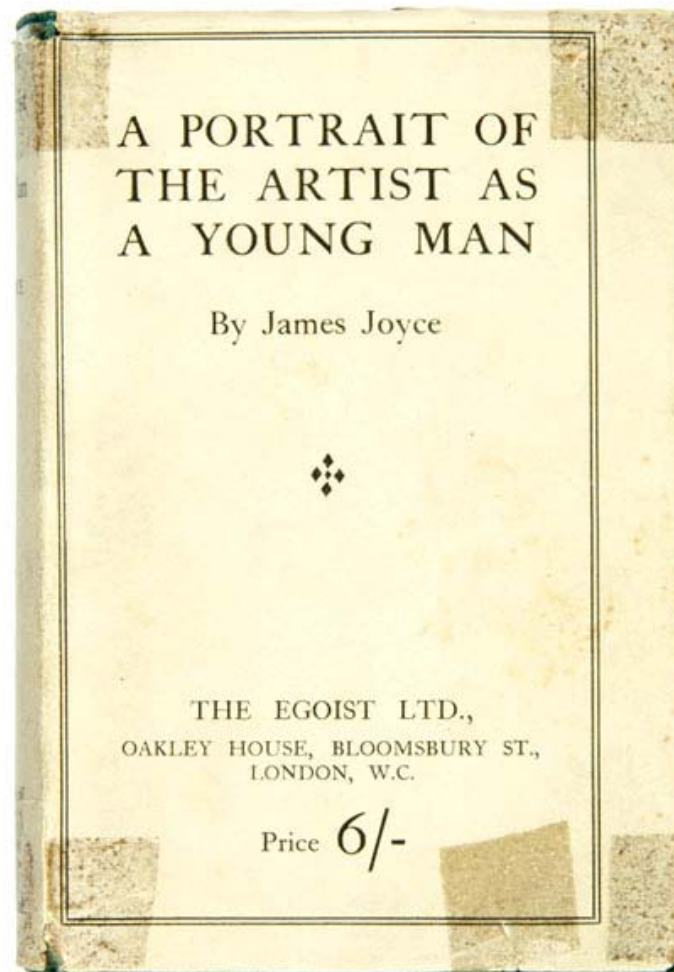 A PORTRAIT OF
THE ARTIST AS
A YOUNG MAN
By James Joyce
THE EGOIST LTD.,
OAKLEY HOUSE, BLOOMSBURY ST.,
LONDON, W.C.
Price 6/-